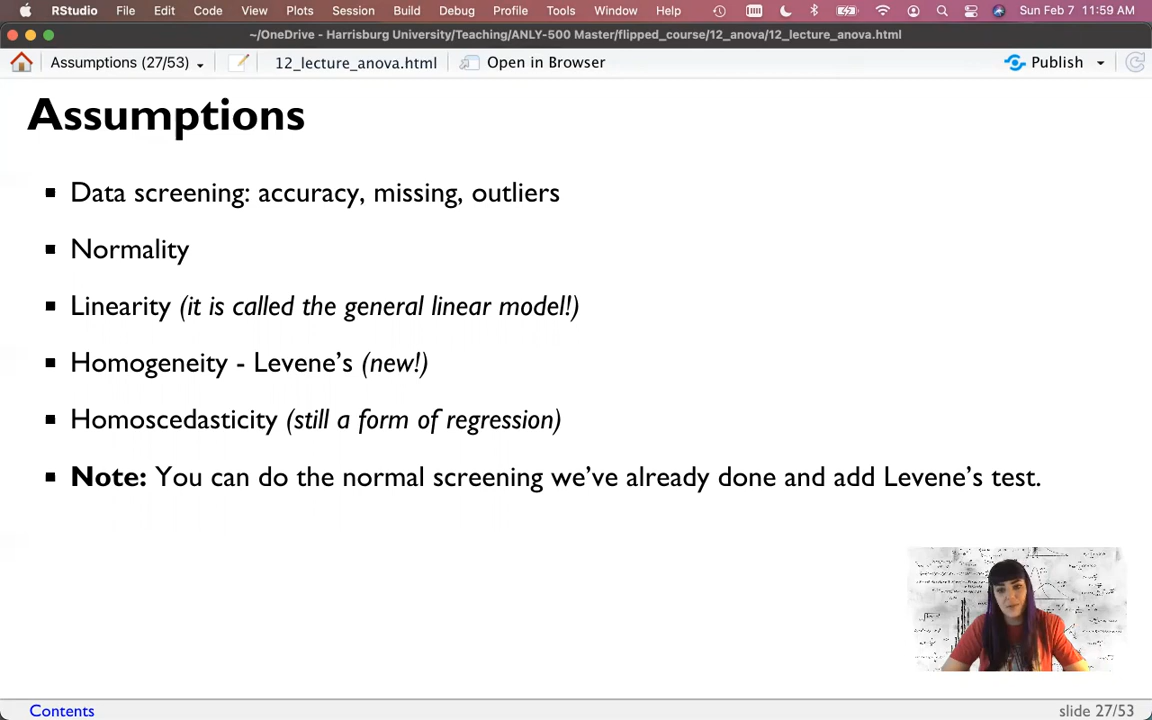 RStudio File Edit Code View Plots Session Build Debug Profile Tools Window Help Sun Feb 7 11:59 AM
~/OneDrive - Harrisburg University/Teaching/ANLY-500 Master/flipped_course/12_anova/12_lecture_anova.html
Assumptions (27/53) 12_lecture_anova.html Open in Browser Publish
Assumptions
Data screening: accuracy, missing, outliers
Normality
Linearity (it is called the general linear model!)
Homogeneity - Levene's (new!)
Homoscedasticity (still a form of regression)
Note: You can do the normal screening we've already done and add Levene's test.
Contents slide 27/53